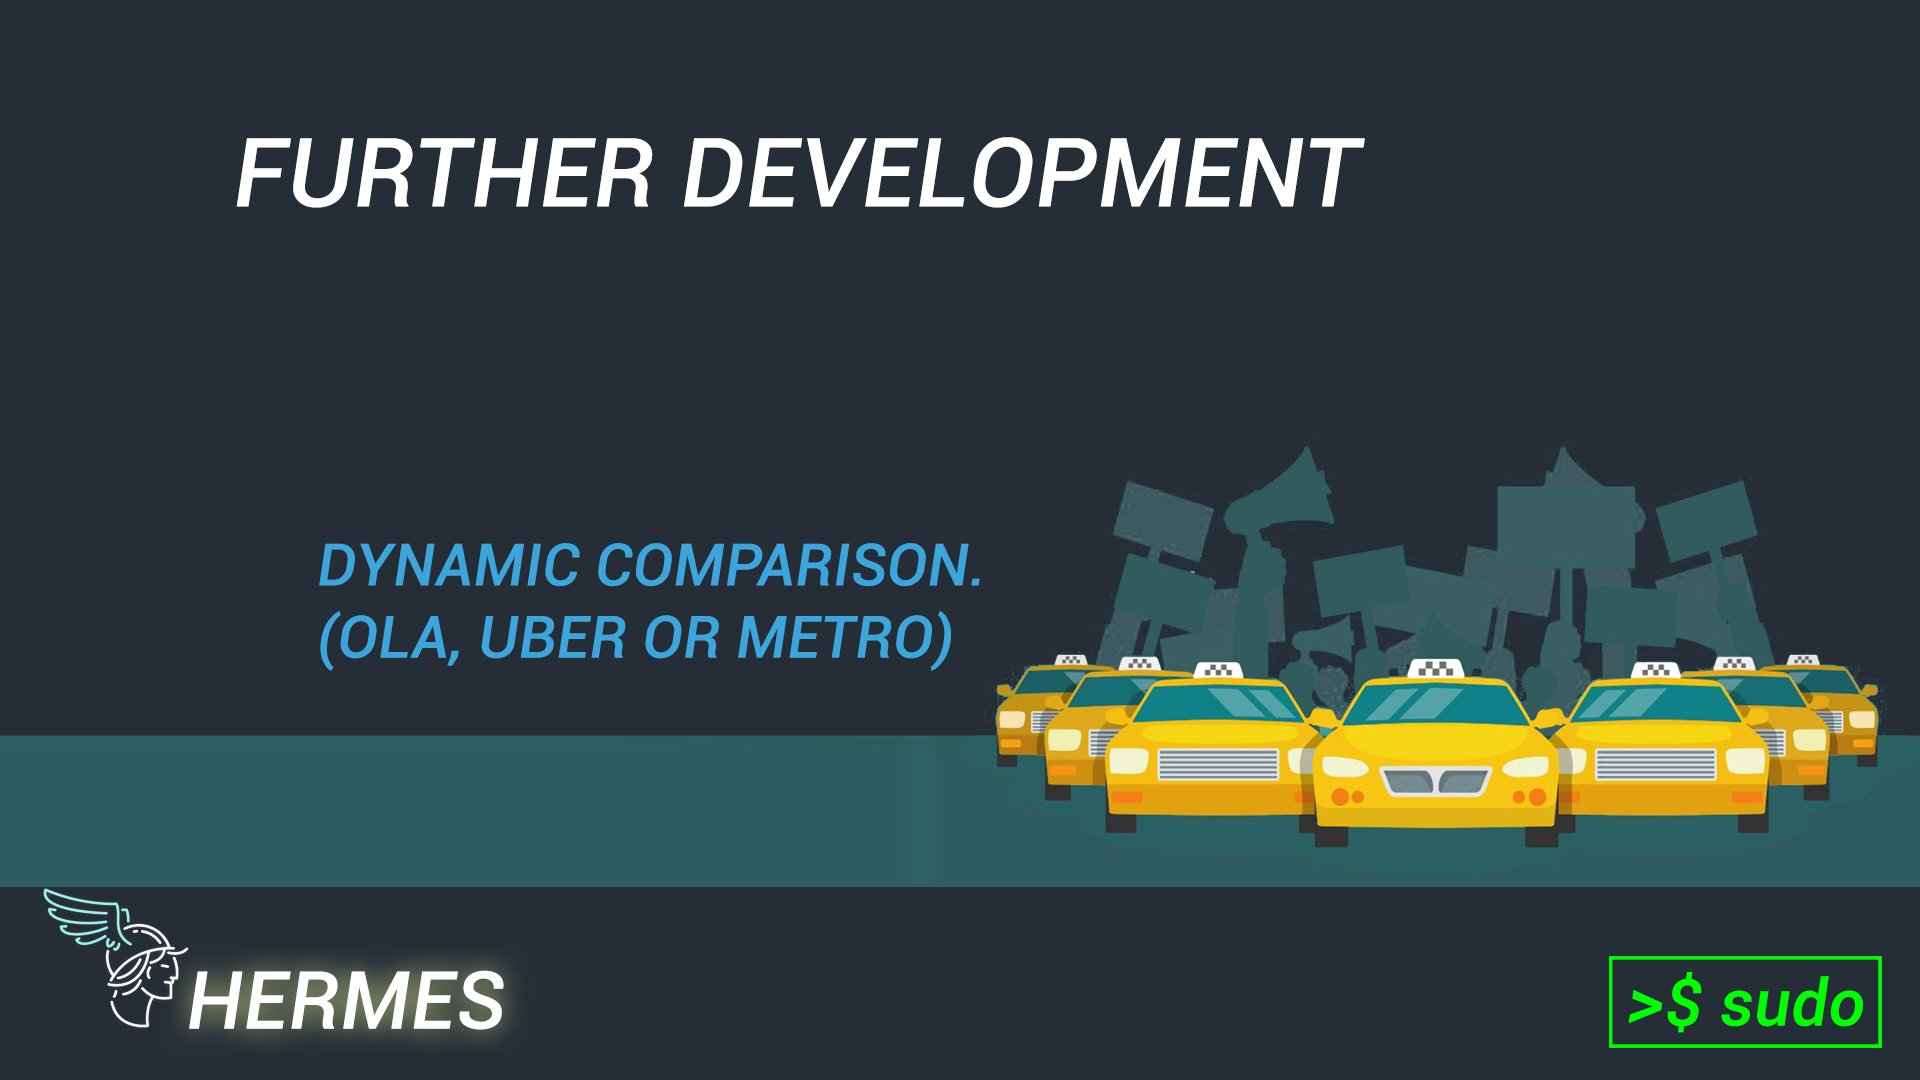 FURTHER DEVELOPMENT
DYNAMIC COMPARISON.
(OLA, UBER OR METRO)
HERMES
>$ sudo